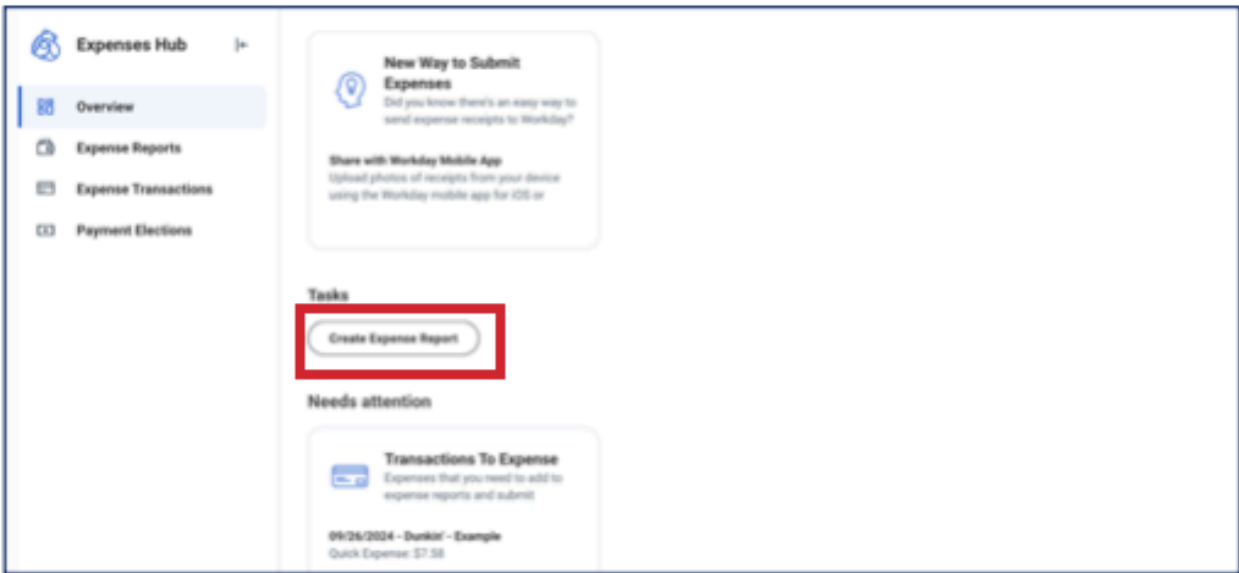 Expenses Hub
Overview
Expense Reports
Expense Transactions
Payment Elections
New Way to Submit
Expenses
Did you know there's an easy way to
send expense receipts to Workday?
Share with Workday Mobile App
Upload photos of receipts from your device
using the Workday mobile app for iOS or
Tasks
Create Expense Report
Needs attention
Transactions To Expense
Expenses that you need to add to
expense reports and submit
09/26/2024 - Dunkin' - Example
Quick Expense: $7.58